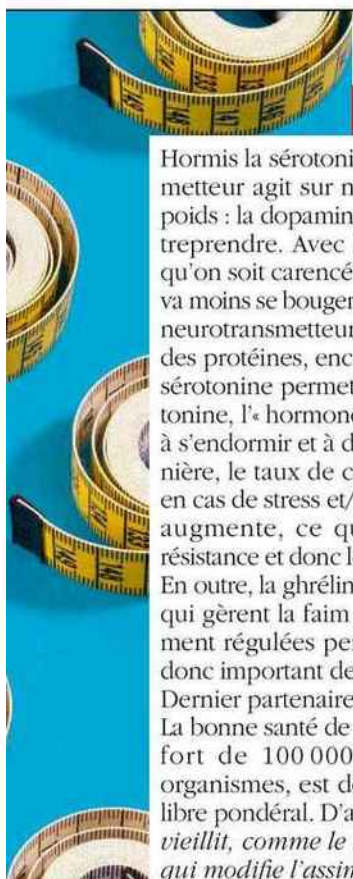 Hormis la sérotoni
metteur agit sur n
poids : la dopamin
treprendre. Avec
qu'on soit carencé
va moins se bouger
neurotransmetteur
des protéines, enc
sérotonine permet
tonine, l'« hormone
à s'endormir et à d
nière, le taux de c
en cas de stress et/
augmente, ce qu
résistance et donc l
En outre, la ghrélin
qui gèrent la faim
ment régulées pe
donc important de
Dernier partenaire
La bonne santé de
fort de 100 000
organismes, est d
libre pondéral. D'a
vieillit, comme le
qui modifie l'assim